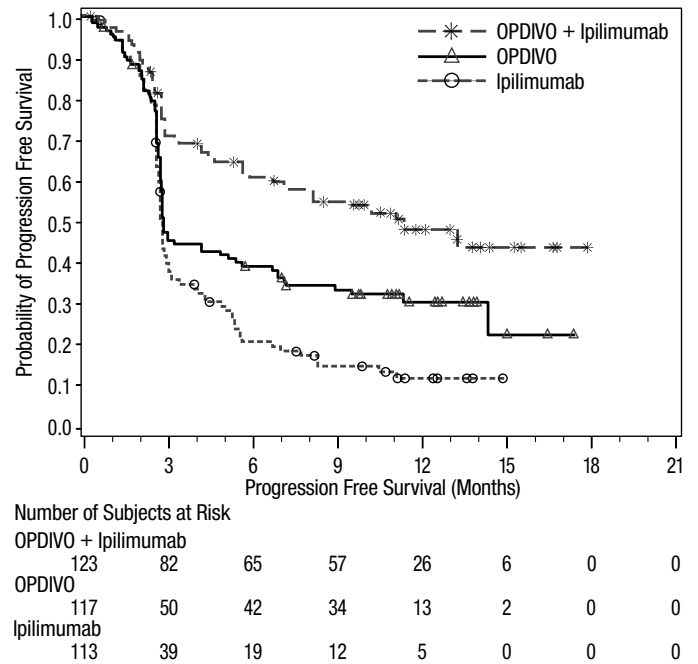 OPDIVO + Ipilimumab
OPDIVO
Ipilimumab
Probability of Progression Free Survival
1.0
0.9
0.8
0.7
0.6
0.5
0.4
0.3
0.2
0.1
0.0
0 3 6 9 12 15 18 21
Progression Free Survival (Months)
Number of Subjects at Risk
OPDIVO + Ipilimumab
123 82 65 57 26 6 0 0
OPDIVO
117 50 42 34 13 2 0 0
Ipilimumab
113 39 19 12 5 0 0 0